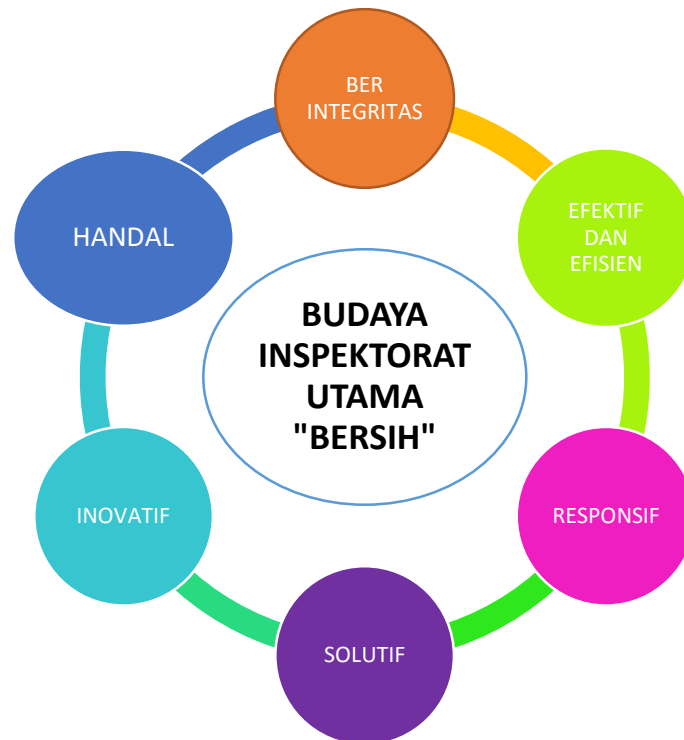 BER
INTEGRITAS
EFEKTIF
DAN
EFISIEN
RESPONSIF
SOLUTIF
INOVATIF
HANDAL
BUDAYA
INSPEKTORAT
UTAMA
"BERSIH"